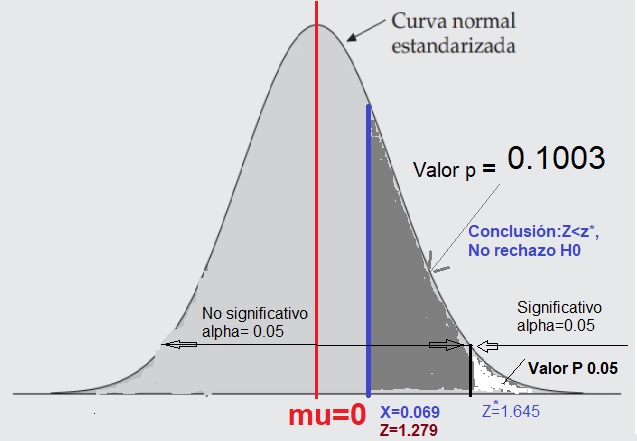 Curva normal
estandarizada
Valor p = 0.1003
Conclusión:Z<z*,
No rechazo H0
No significativo
alpha= 0.05
Significativo
alpha=0.05
Valor P 0.05
mu=0
X=0.069
Z=1.279
Z*=1.645